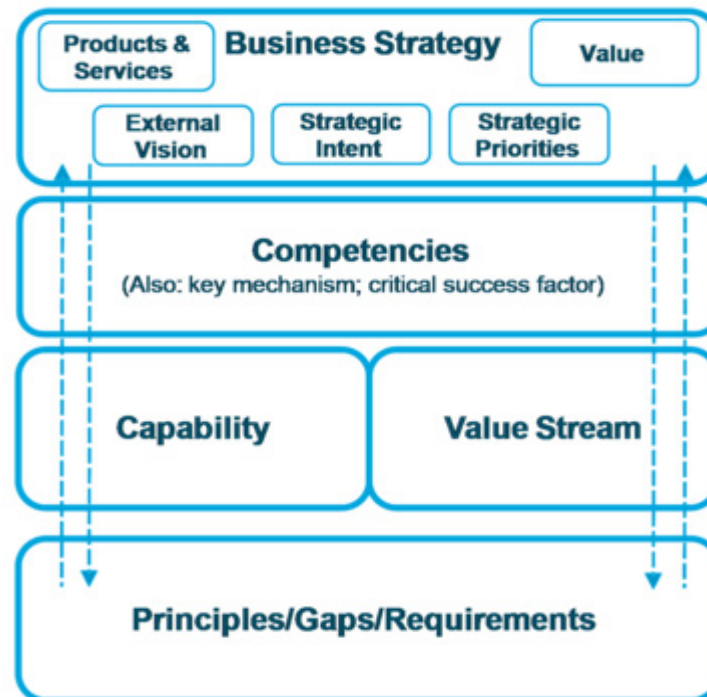 Products &
Services
Business Strategy
Value
External
Vision
Strategic
Intent
Strategic
Priorities
Competencies
(Also: key mechanism; critical success factor)
Capability
Value Stream
Principles/Gaps/Requirements